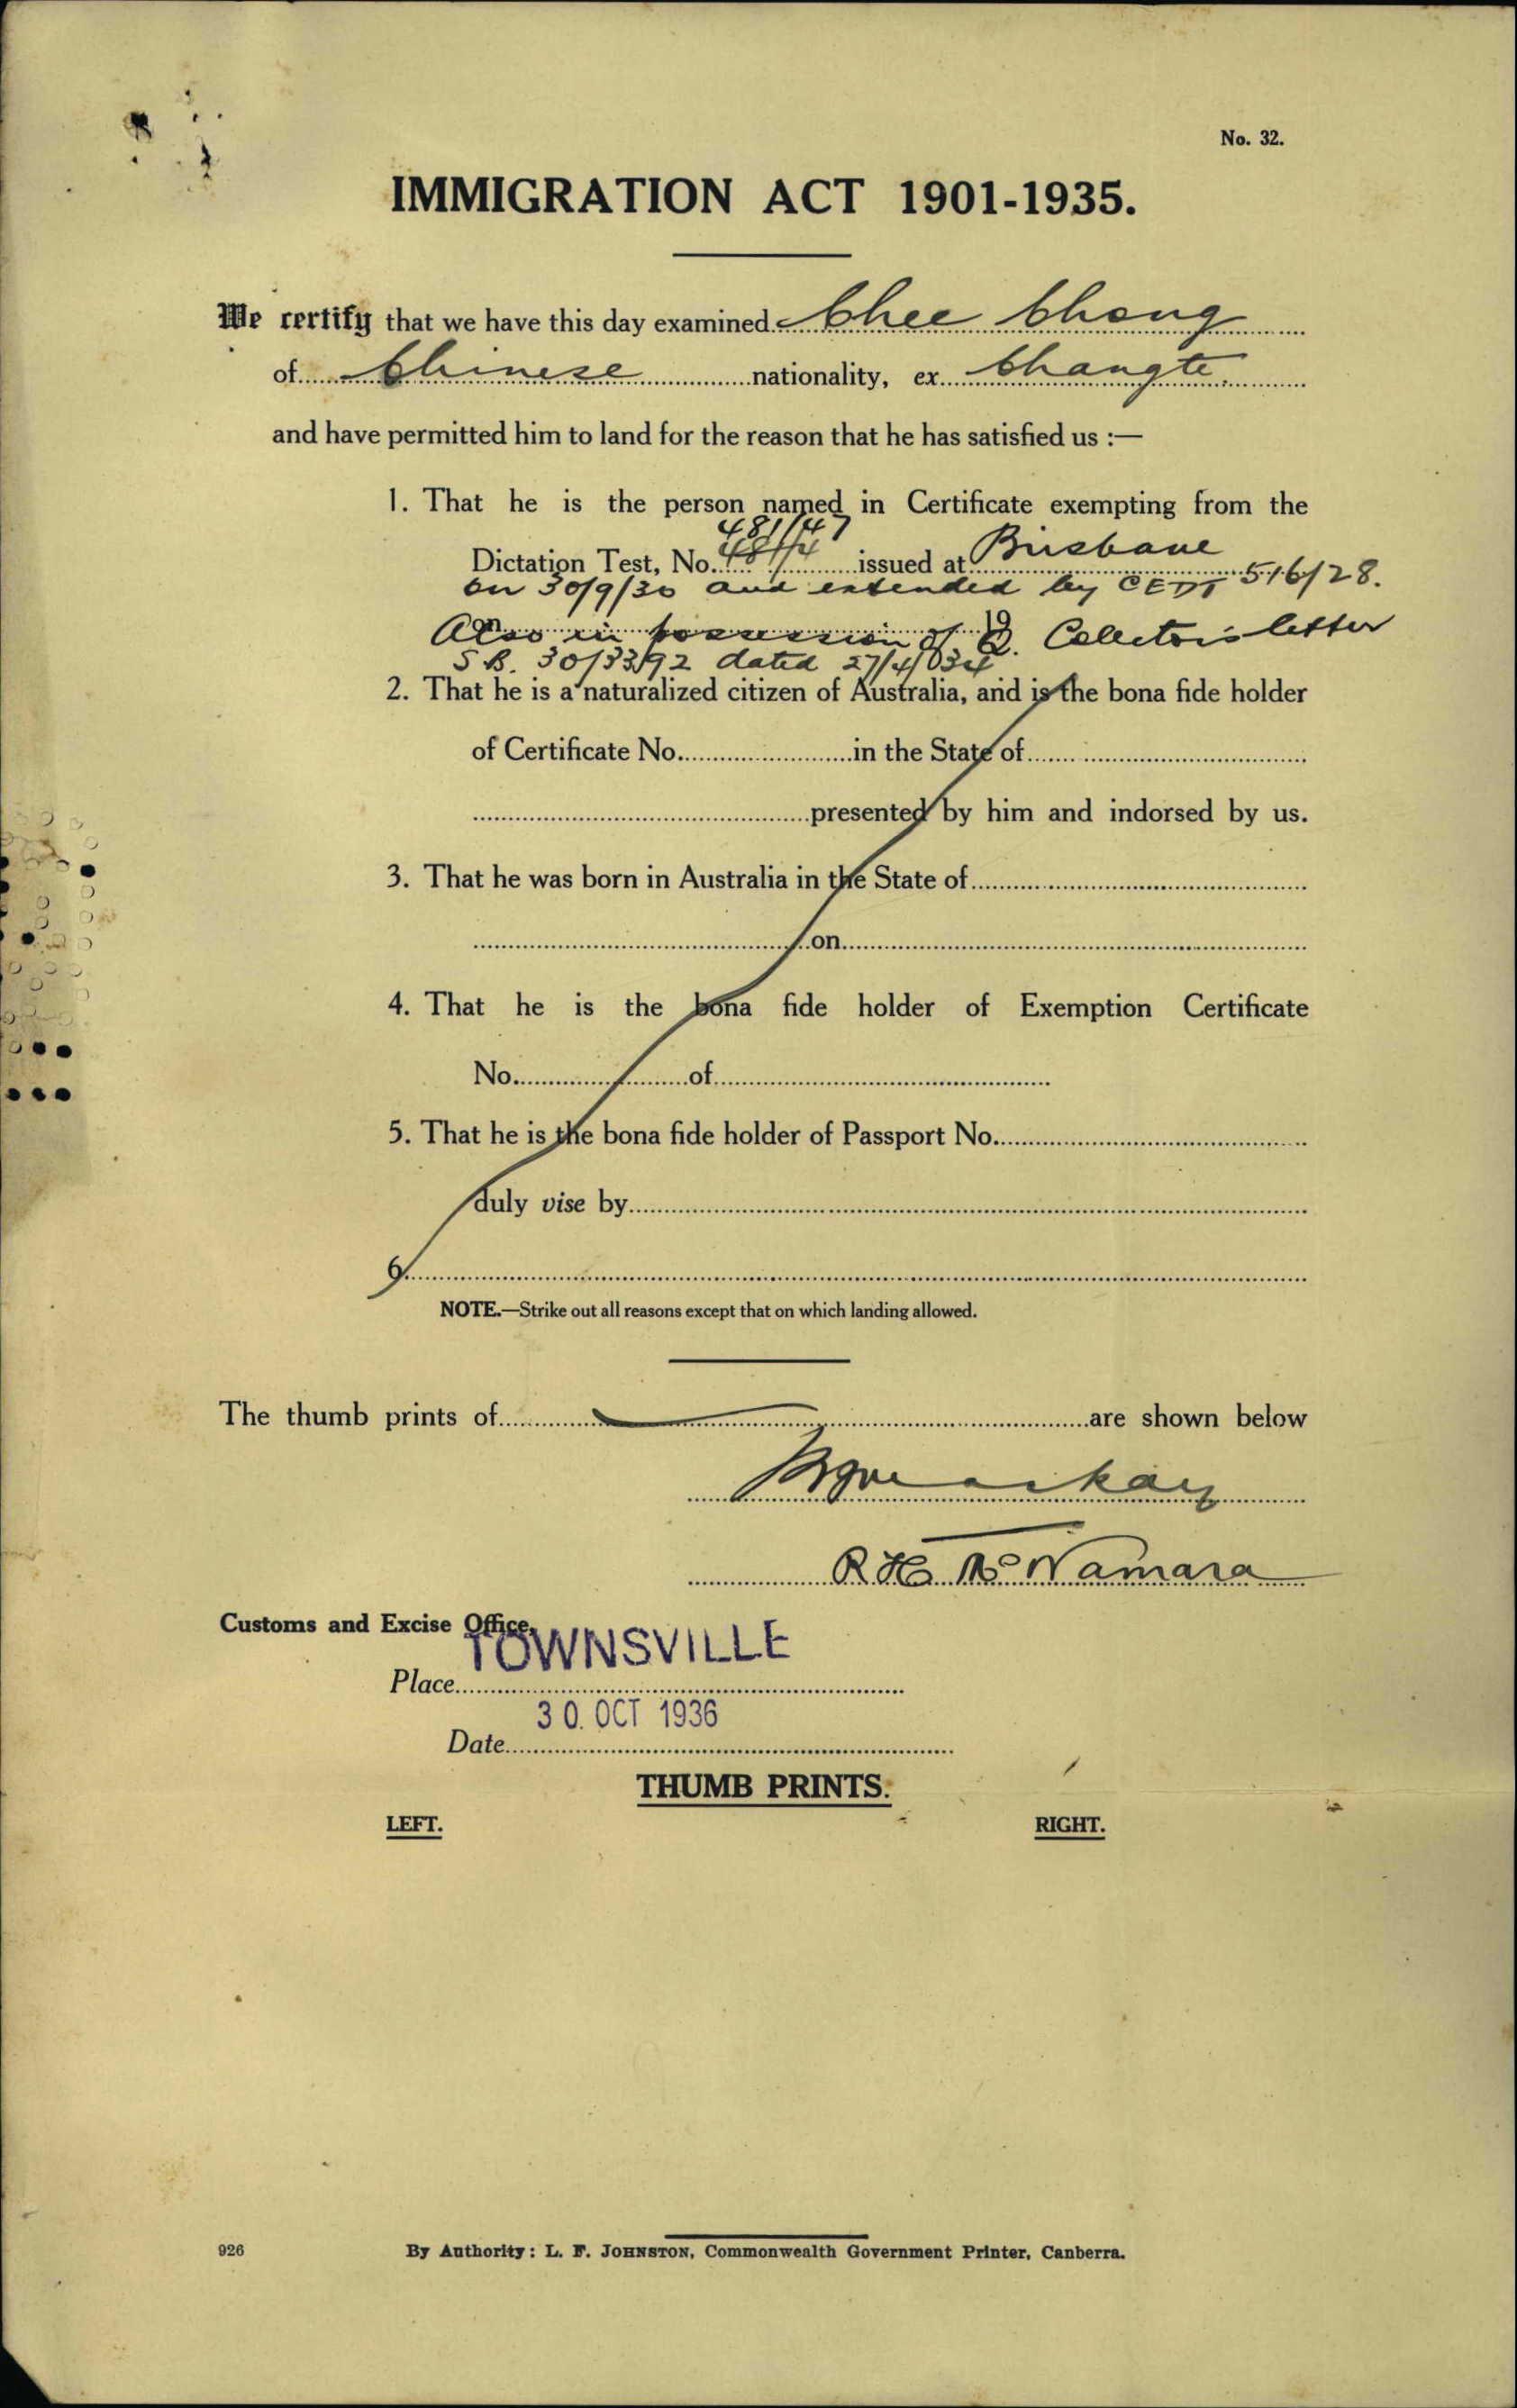 No. 32.
IMMIGRATION ACT 1901-1935.
We certify that we have this day examined Chee Chong
of Chinese nationality, ex Changte.
and have permitted him to land for the reason that he has satisfied us :—
1. That he is the person named in Certificate exempting from the
481/47
Dictation Test, No. issued at Brisbane
on 30/9/30 and extended by CEDT 516/28.
on 19
Also in possession of Q. Collector's letter
S.B. 30/33192 dated
2. That he is a naturalized citizen of Australia, and is the bona fide holder
of Certificate No. in the State of
presented by him and indorsed by us.
3. That he was born in Australia in the State of
on
4. That he is the bona fide holder of Exemption Certificate
No. of
5. That he is the bona fide holder of Passport No.
duly vise by
6.
NOTE.—Strike out all reasons except that on which landing allowed.
The thumb prints of are shown below
R H McNamara
Customs and Excise Office,
TOWNSVILLE
Place
30. OCT 1936
Date
THUMB PRINTS.
LEFT. RIGHT.
926 By Authority: L. F. JOHNSTON, Commonwealth Government Printer, Canberra.